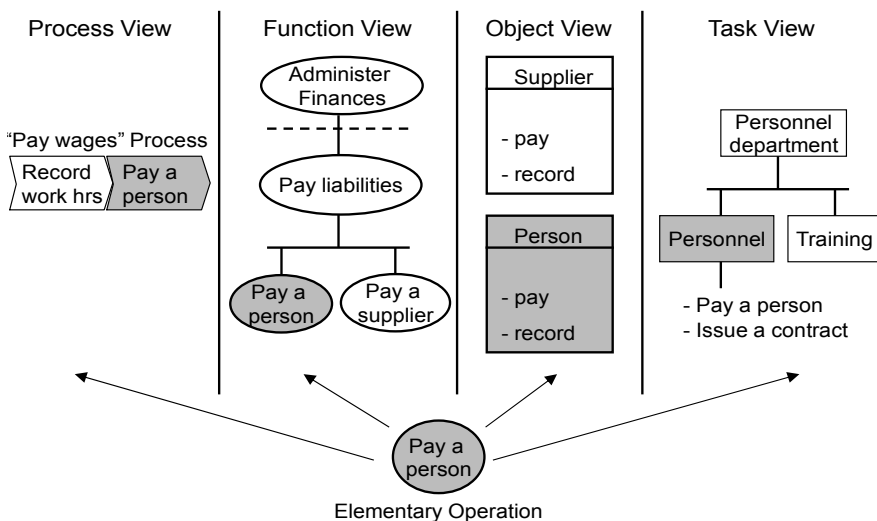 Process View
Function View
Object View
Task View
"Pay wages" Process
Record
work hrs
Pay a
person
Administer
Finances
Pay liabilities
Pay a
person
Pay a
supplier
Supplier
- pay
- record
Person
- pay
- record
Personnel
department
Personnel
Training
- Pay a person
- Issue a contract
Pay a
person
Elementary Operation